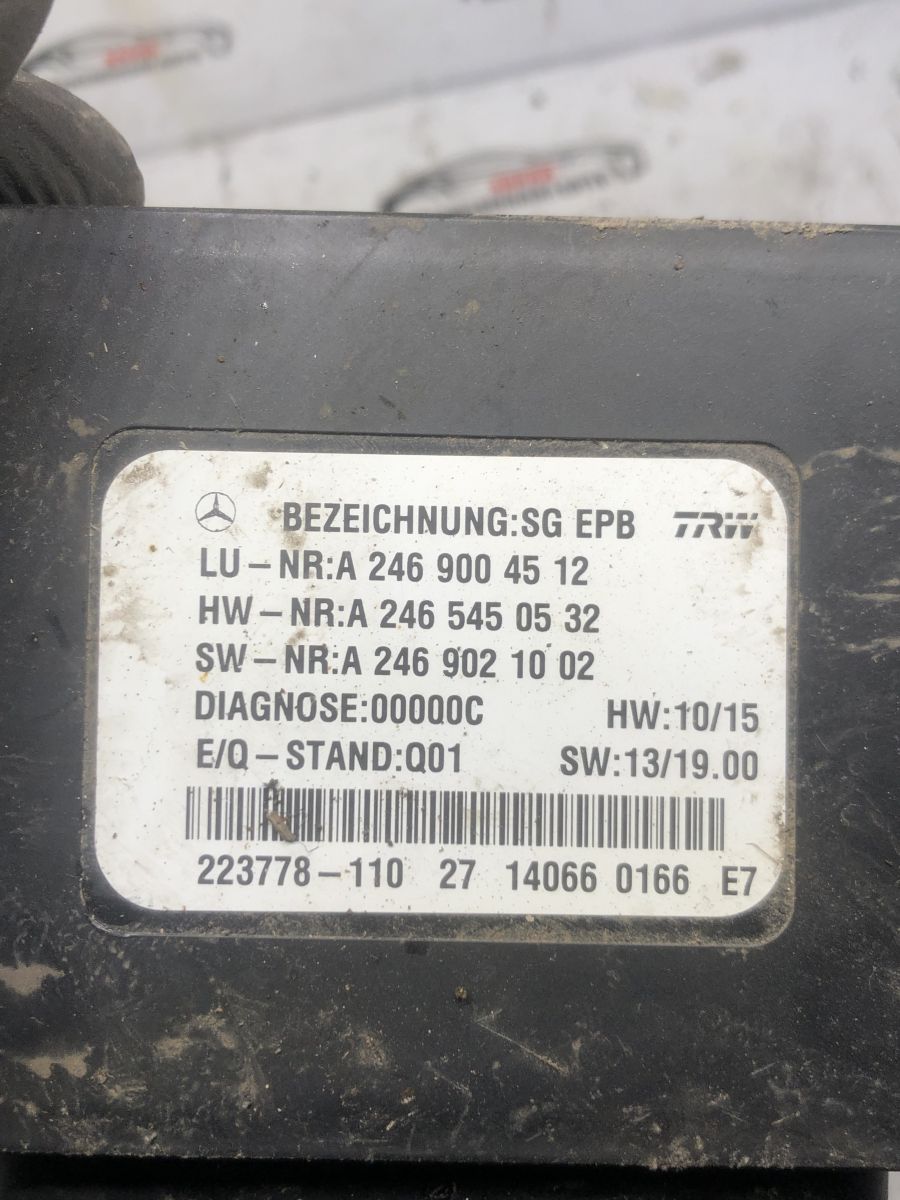 BEZEICHNUNG:SG EPB TRW
LU-NR:A 246 900 45 12
HW-NR:A 246 545 05 32
SW-NR:A 246 902 10 02
DIAGNOSE:00000C HW:10/15
E/Q-STAND:Q01 SW:13/19.00
223778-110 27 14066 0166 E7